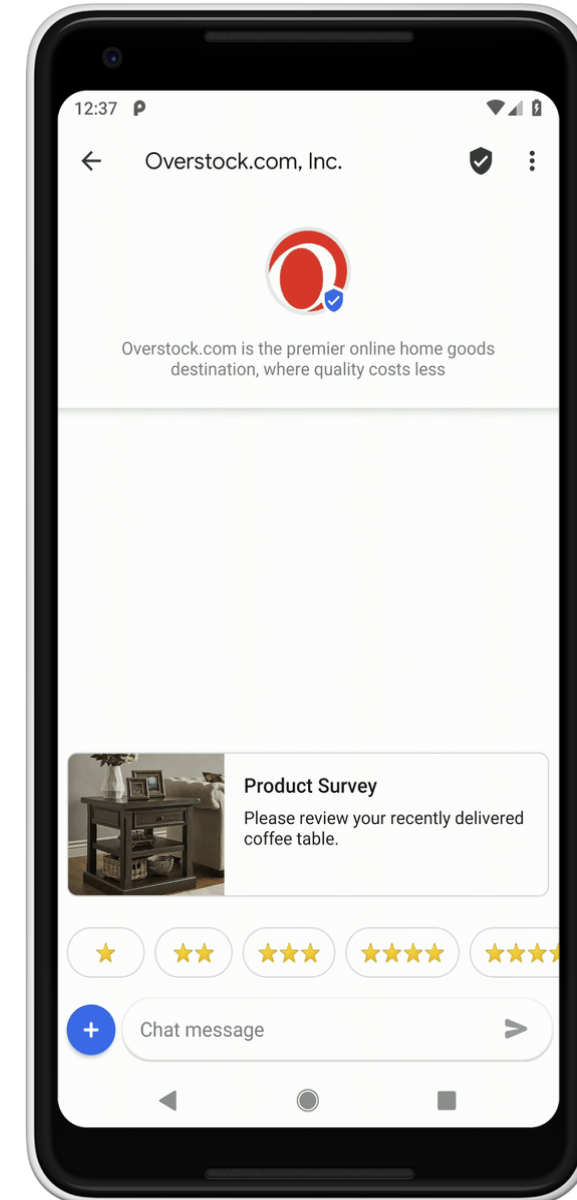 12:37
Overstock.com, Inc.
Overstock.com is the premier online home goods
destination, where quality costs less
Product Survey
Please review your recently delivered
coffee table.
Chat message